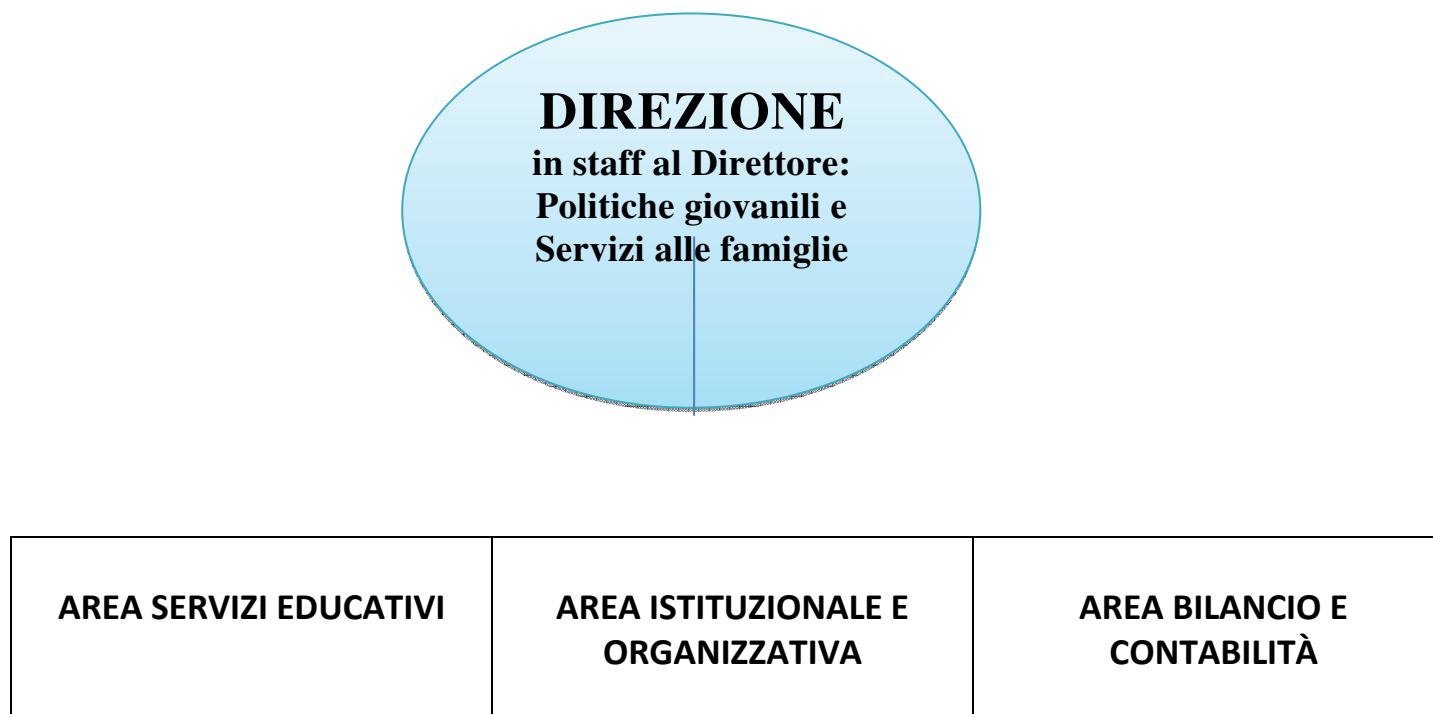 DIREZIONE
in staff al Direttore:
Politiche giovanili e
Servizi alle famiglie
AREA SERVIZI EDUCATIVI
AREA ISTITUZIONALE E
ORGANIZZATIVA
AREA BILANCIO E
CONTABILITÀ